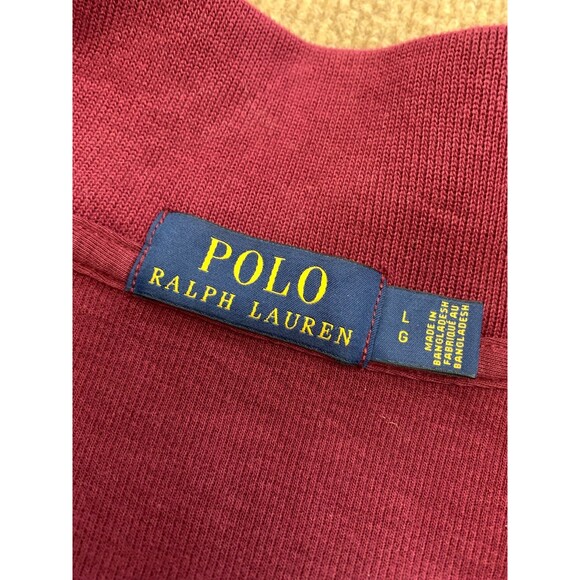 POLO
RALPH LAUREN
L
G
MADE IN
BANGLADESH
FABRIQUÉ AU
BANGLADESH